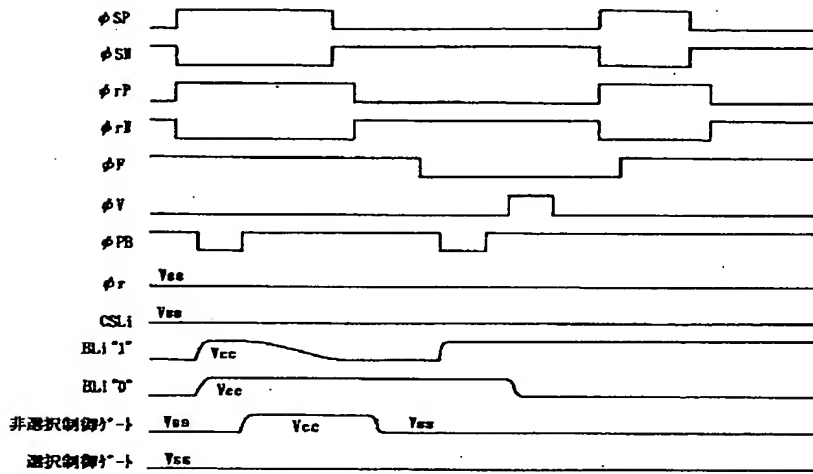 φSP
φSN
φrP
φrN
φF
φV
φPB
φr Vss
CSLi Vss
BLi"1" Vcc
BLi"0" Vcc
非選択制御ゲート Vss Vcc Vss
選択制御ゲート Vss